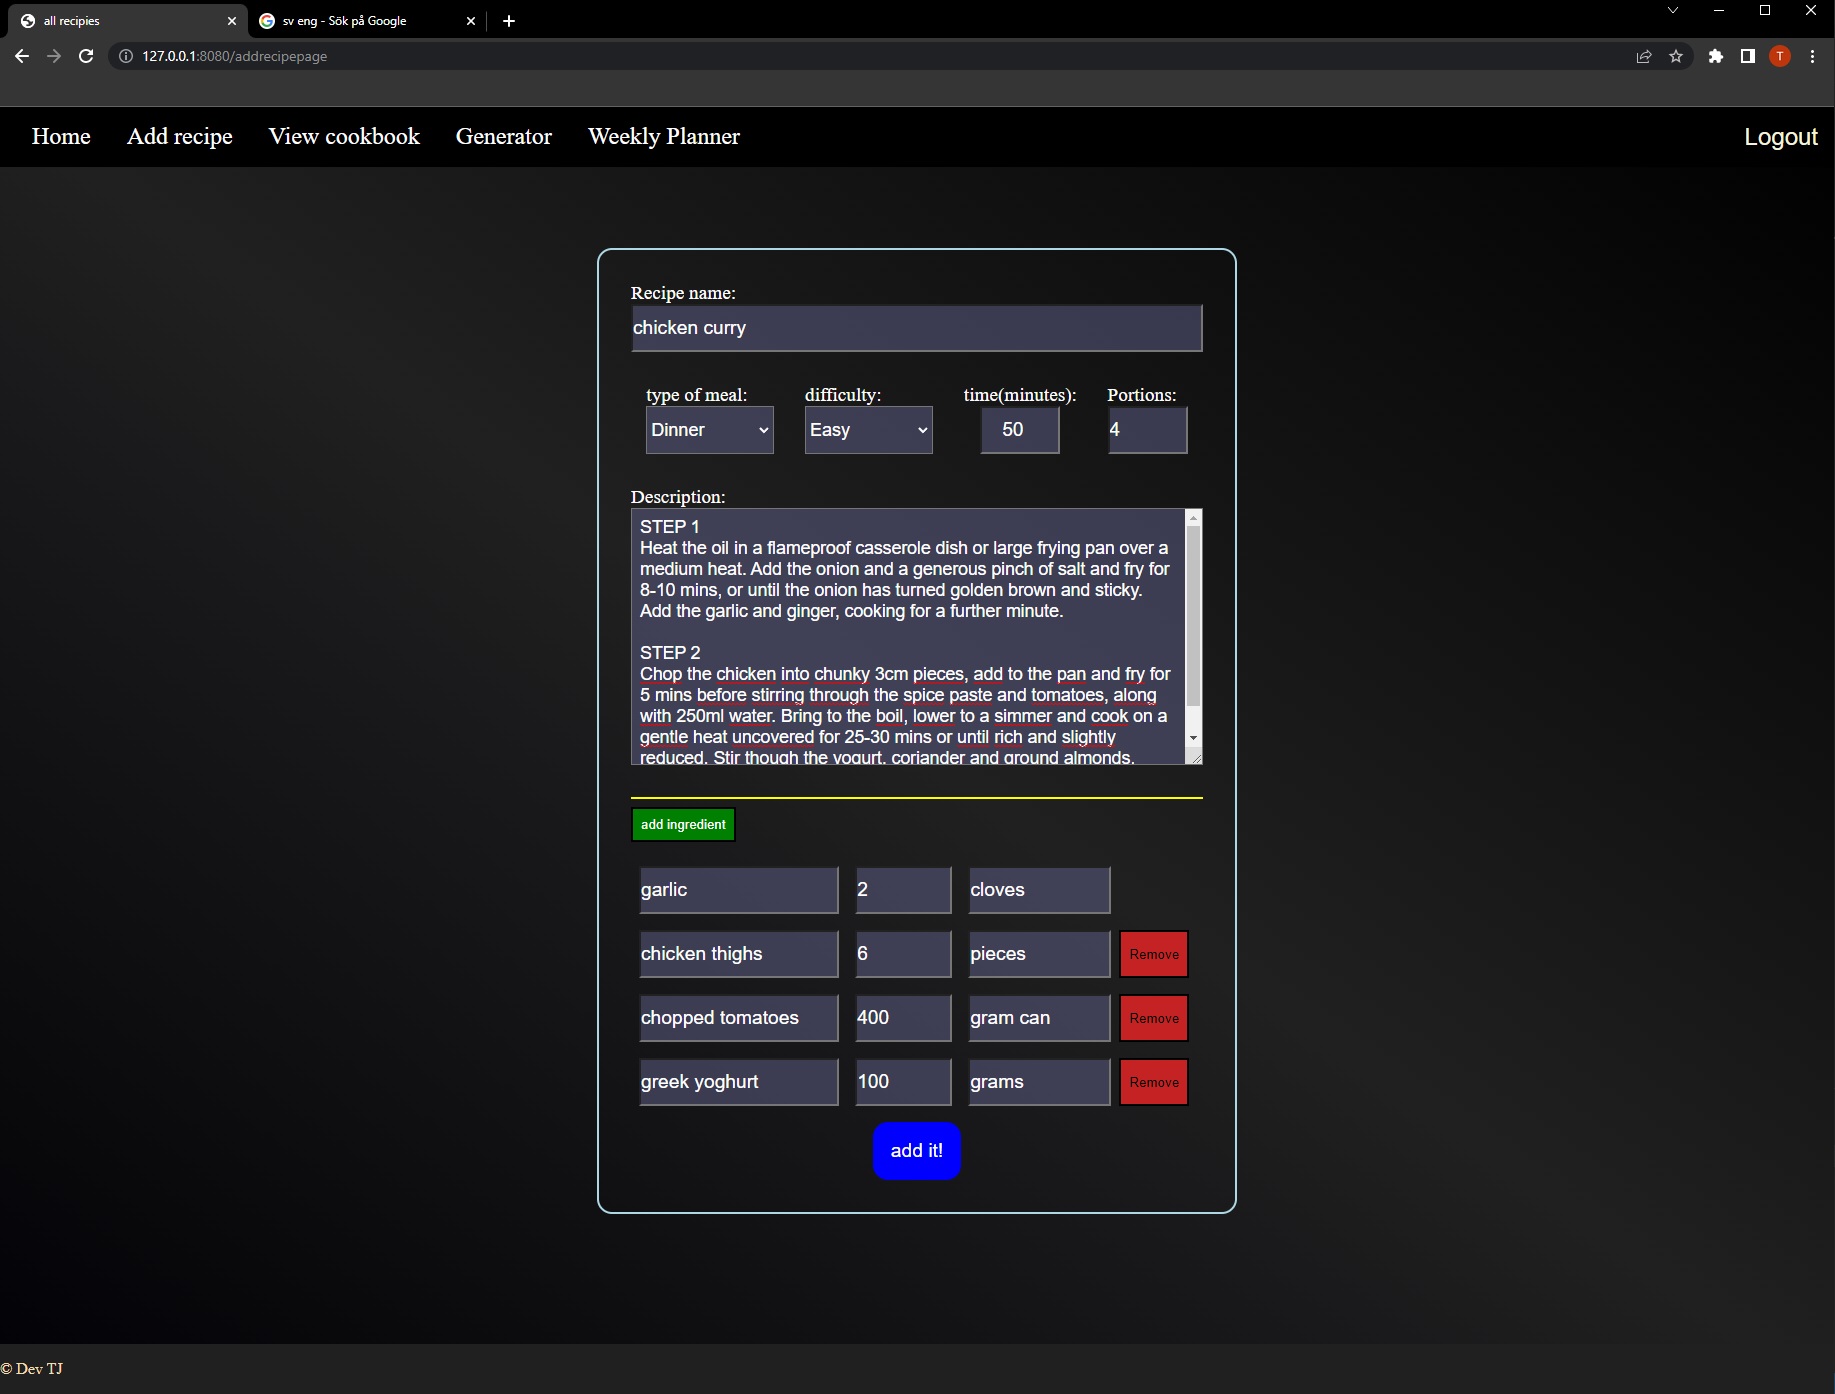 all recipies
sv eng - Sök på Google
127.0.0.1:8080/addrecipepage
T
Home
Add recipe
View cookbook
Generator
Weekly Planner
Logout
Recipe name:
chicken curry
type of meal:
difficulty:
time(minutes):
Portions:
Dinner
Easy
50
4
Description:
STEP 1
Heat the oil in a flameproof casserole dish or large frying pan over a
medium heat. Add the onion and a generous pinch of salt and fry for
8-10 mins, or until the onion has turned golden brown and sticky.
Add the garlic and ginger, cooking for a further minute.
STEP 2
Chop the chicken into chunky 3cm pieces, add to the pan and fry for
5 mins before stirring through the spice paste and tomatoes, along
with 250ml water. Bring to the boil, lower to a simmer and cook on a
gentle heat uncovered for 25-30 mins or until rich and slightly
reduced. Stir though the yogurt, coriander and ground almonds,
add ingredient
garlic
2
cloves
chicken thighs
6
pieces
Remove
chopped tomatoes
400
gram can
Remove
greek yoghurt
100
grams
Remove
add it!
© Dev TJ